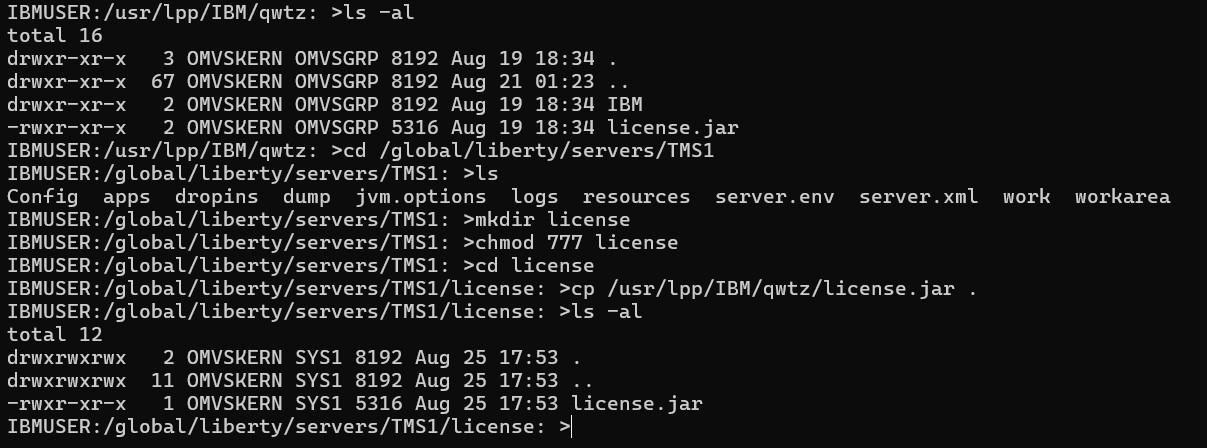 IBMUSER:/usr/lpp/IBM/qwtz: >ls -al
total 16
drwxr-xr-x   3 OMVSKERN OMVSGRP 8192 Aug 19 18:34 .
drwxr-xr-x  67 OMVSKERN OMVSGRP 8192 Aug 21 01:23 ..
drwxr-xr-x   2 OMVSKERN OMVSGRP 8192 Aug 19 18:34 IBM
-rwxr-xr-x   2 OMVSKERN OMVSGRP 5316 Aug 19 18:34 license.jar
IBMUSER:/usr/lpp/IBM/qwtz: >cd /global/liberty/servers/TMS1
IBMUSER:/global/liberty/servers/TMS1: >ls
Config  apps  dropins  dump  jvm.options  logs  resources  server.env  server.xml  work  workarea
IBMUSER:/global/liberty/servers/TMS1: >mkdir license
IBMUSER:/global/liberty/servers/TMS1: >chmod 777 license
IBMUSER:/global/liberty/servers/TMS1: >cd license
IBMUSER:/global/liberty/servers/TMS1/license: >cp /usr/lpp/IBM/qwtz/license.jar .
IBMUSER:/global/liberty/servers/TMS1/license: >ls -al
total 12
drwxrwxrwx   2 OMVSKERN SYS1 8192 Aug 25 17:53 .
drwxrwxrwx  11 OMVSKERN SYS1 8192 Aug 25 17:53 ..
-rwxr-xr-x   1 OMVSKERN SYS1 5316 Aug 25 17:53 license.jar
IBMUSER:/global/liberty/servers/TMS1/license: >